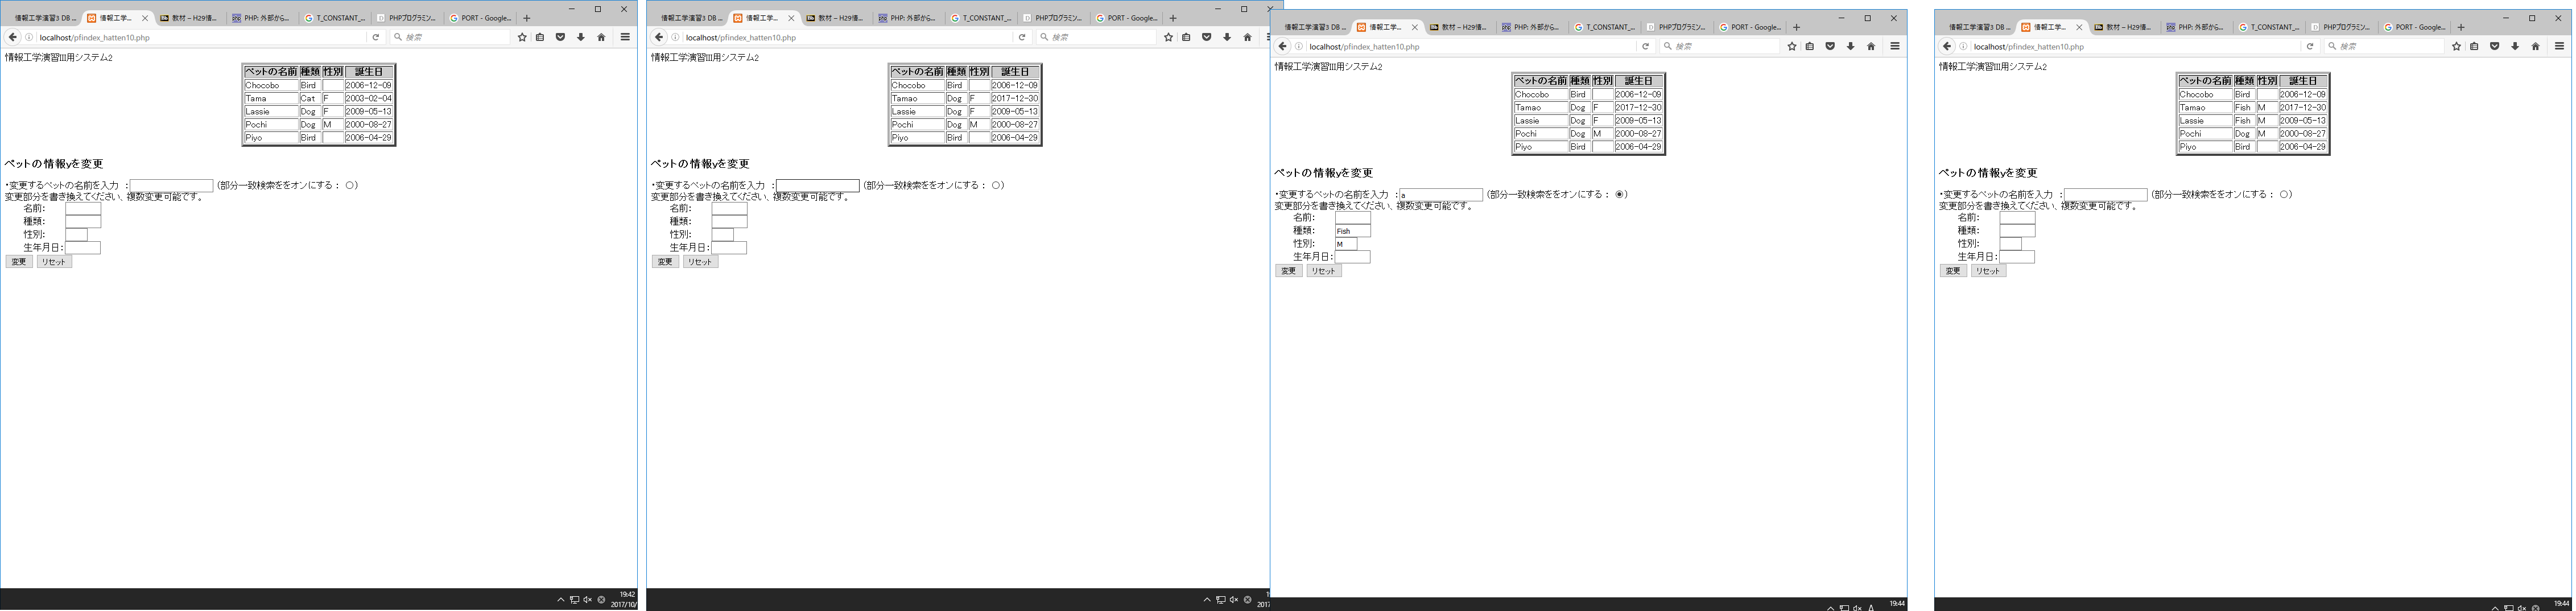 情報工学演習3 DB ... 情報工学... 教材 – H29情... PHP: 外部から... T_CONSTANT_... PHPプログラミン... PORT - Google...
localhost/pfindex_hatten10.php 検索
情報工学演習III用システム2
ペットの名前 種類 性別 誕生日
Chocobo Bird 2006-12-09
Tama Cat F 2003-02-04
Lassie Dog F 2009-05-13
Pochi Dog M 2000-08-27
Piyo Bird 2006-04-29
ペットの情報yを変更
・変更するペットの名前を入力 : (部分一致検索ををオンにする: )
変更部分を書き換えてください、複数変更可能です。
名前:
種類:
性別:
生年月日:
変更 リセット
19:42
2017/10/
情報工学演習3 DB ... 情報工学... 教材 – H29情... PHP: 外部から... T_CONSTANT_... PHPプログラミン... PORT - Google...
localhost/pfindex_hatten10.php 検索
情報工学演習III用システム2
ペットの名前 種類 性別 誕生日
Chocobo Bird 2006-12-09
Tamao Dog F 2017-12-30
Lassie Dog F 2009-05-13
Pochi Dog M 2000-08-27
Piyo Bird 2006-04-29
ペットの情報yを変更
・変更するペットの名前を入力 : (部分一致検索ををオンにする: )
変更部分を書き換えてください、複数変更可能です。
名前:
種類:
性別:
生年月日:
変更 リセット
2017
情報工学演習3 DB ... 情報工学... 教材 – H29情... PHP: 外部から... T_CONSTANT_... PHPプログラミン... PORT - Google...
localhost/pfindex_hatten10.php 検索
情報工学演習III用システム2
ペットの名前 種類 性別 誕生日
Chocobo Bird 2006-12-09
Tamao Dog F 2017-12-30
Lassie Dog F 2009-05-13
Pochi Dog M 2000-08-27
Piyo Bird 2006-04-29
ペットの情報yを変更
・変更するペットの名前を入力 : a (部分一致検索ををオンにする: )
変更部分を書き換えてください、複数変更可能です。
名前:
種類: Fish
性別: M
生年月日:
変更 リセット
19:44
情報工学演習3 DB ... 情報工学... 教材 – H29情... PHP: 外部から... T_CONSTANT_... PHPプログラミン... PORT - Google...
localhost/pfindex_hatten10.php 検索
情報工学演習III用システム2
ペットの名前 種類 性別 誕生日
Chocobo Bird 2006-12-09
Tamao Fish M 2017-12-30
Lassie Fish M 2009-05-13
Pochi Dog M 2000-08-27
Piyo Bird 2006-04-29
ペットの情報yを変更
・変更するペットの名前を入力 : (部分一致検索ををオンにする: )
変更部分を書き換えてください、複数変更可能です。
名前:
種類:
性別:
生年月日:
変更 リセット
19:44